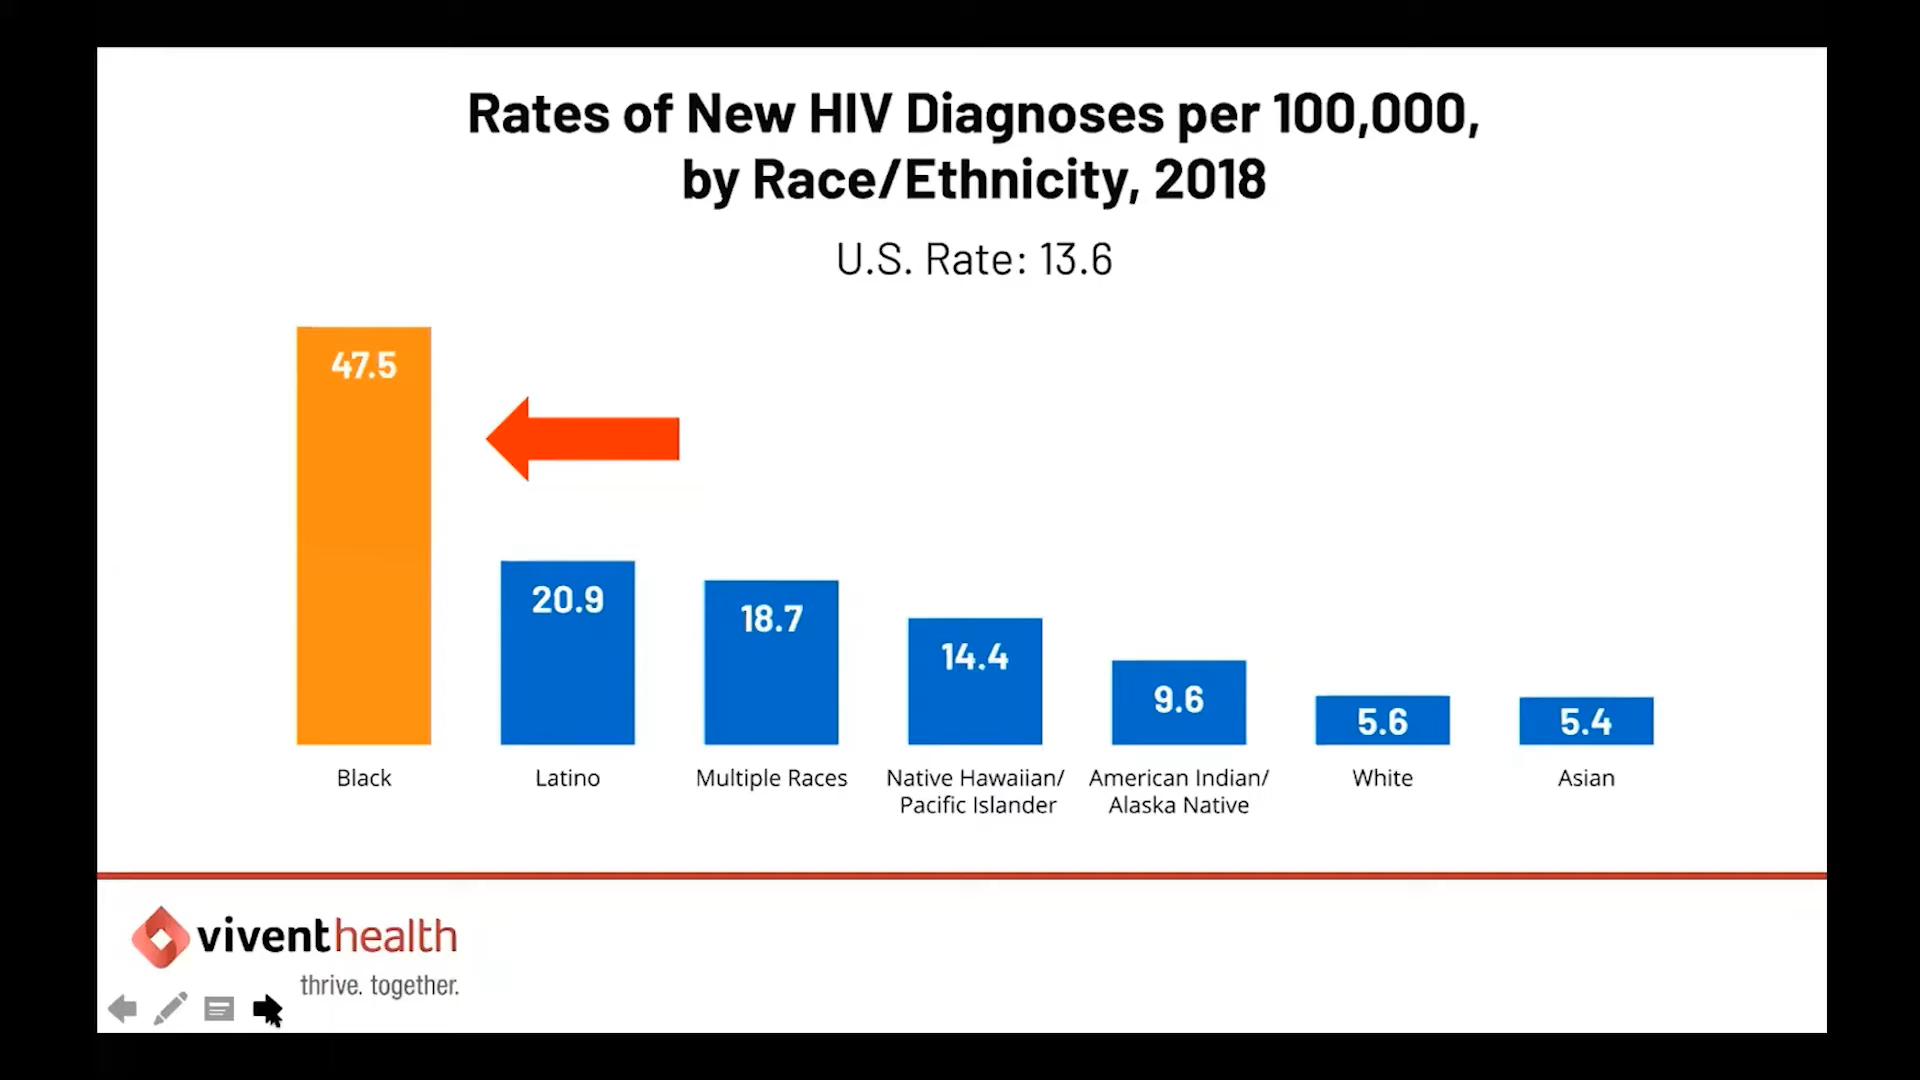 Rates of New HIV Diagnoses per 100,000,
by Race/Ethnicity, 2018
U.S. Rate: 13.6
47.5
20.9
18.7
14.4
9.6
5.6
5.4
Black
Latino
Multiple Races
Native Hawaiian/
Pacific Islander
American Indian/
Alaska Native
White
Asian
viventhealth
thrive. together.